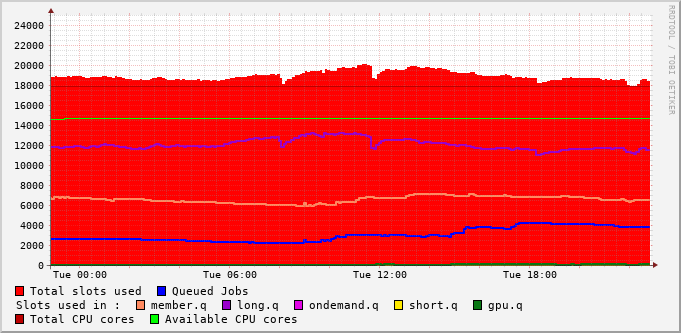 RRDTOOL / TOBI OETIKER
24000
22000
20000
18000
16000
14000
12000
10000
8000
6000
4000
2000
0
Tue 00:00 Tue 06:00 Tue 12:00 Tue 18:00
Total slots used Queued Jobs
Slots used in : member.q long.q ondemand.q short.q gpu.q
Total CPU cores Available CPU cores